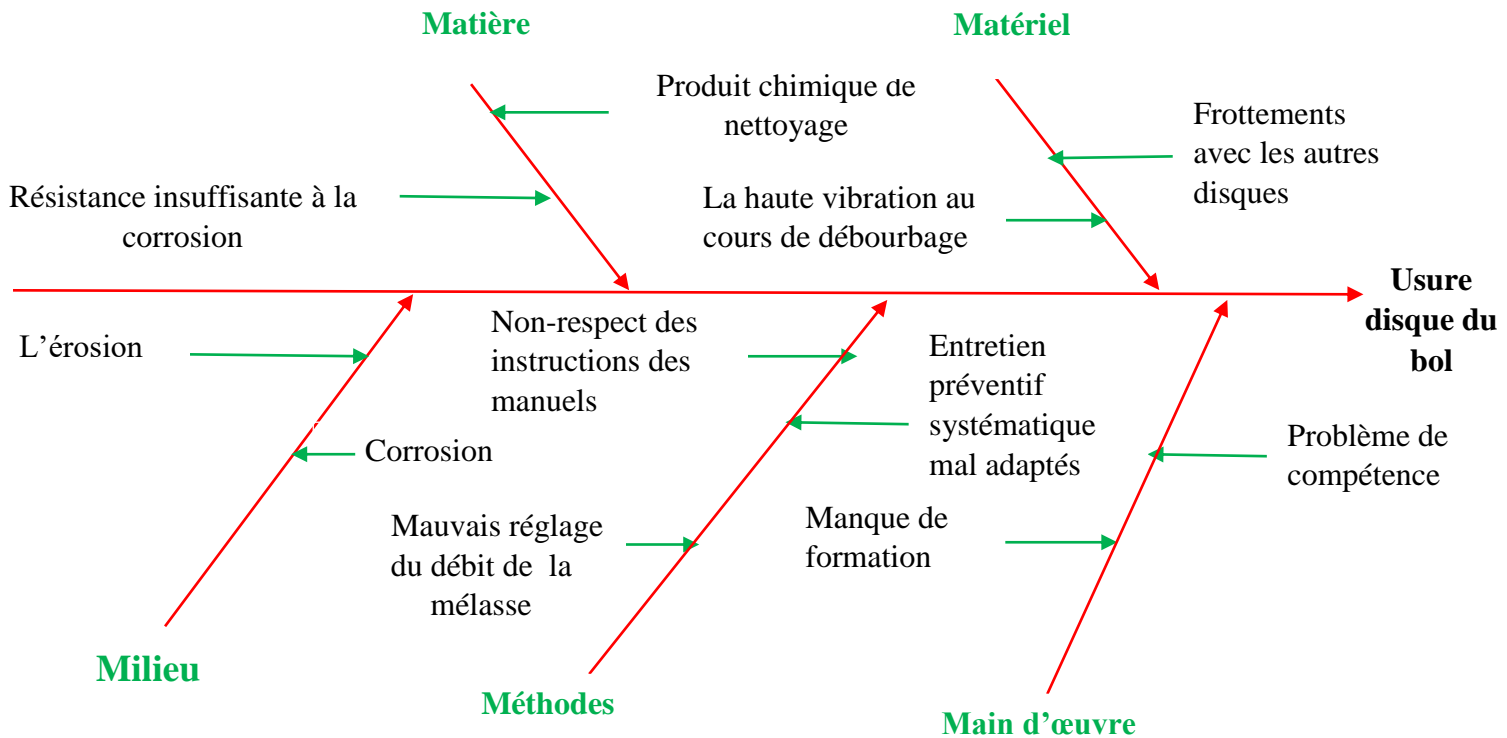 Matière
Matériel
Produit chimique de
nettoyage
Frottements
avec les autres
disques
Résistance insuffisante à la
corrosion
La haute vibration au
cours de débourbage
Usure
disque du
bol
L’érosion
Non-respect des
instructions des
manuels
Entretien
préventif
systématique
mal adaptés
Corrosion
Problème de
compétence
Mauvais réglage
du débit de la
mélasse
Manque de
formation
Milieu
Méthodes
Main d’œuvre